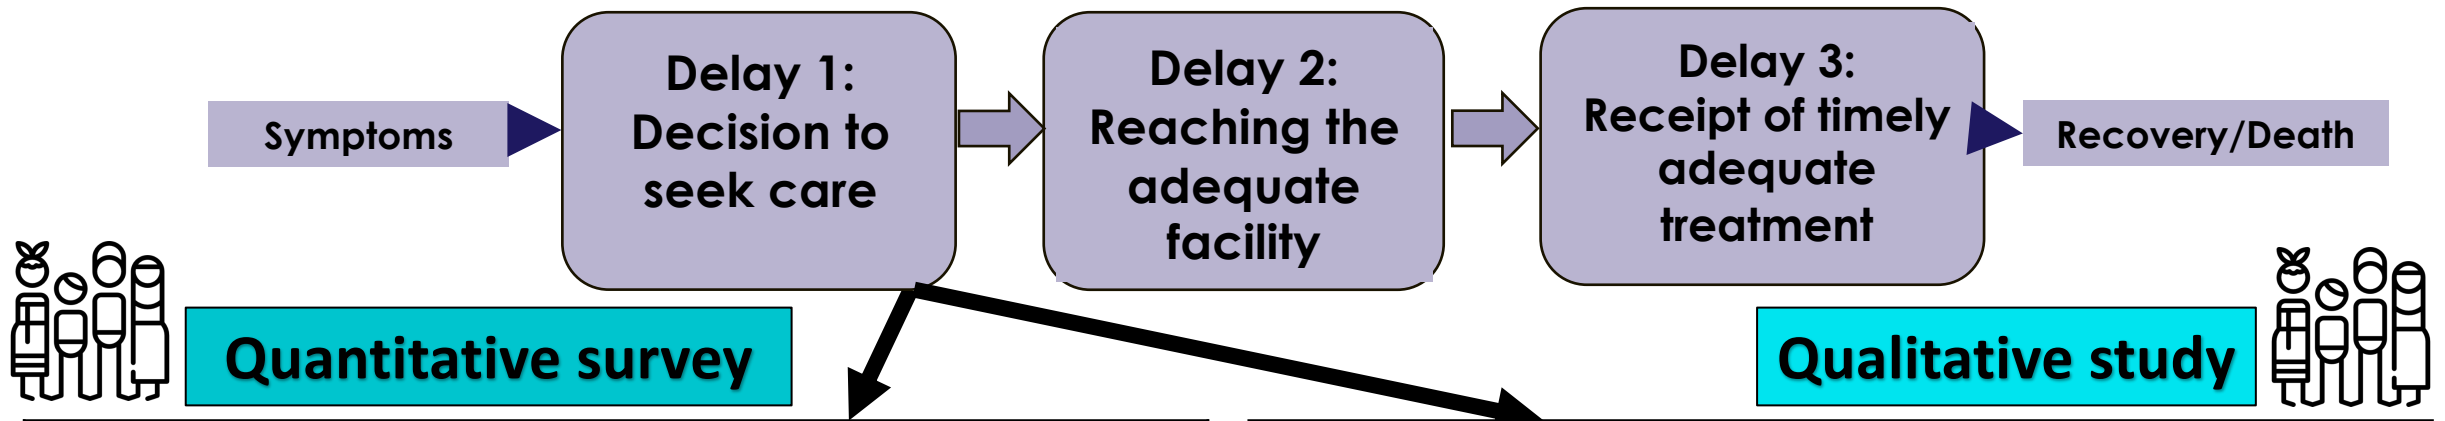 Symptoms
Delay 1:
Decision to
seek care
Delay 2:
Reaching the
adequate
facility
Delay 3:
Receipt of timely
adequate
treatment
Recovery/Death
Quantitative survey
Qualitative study